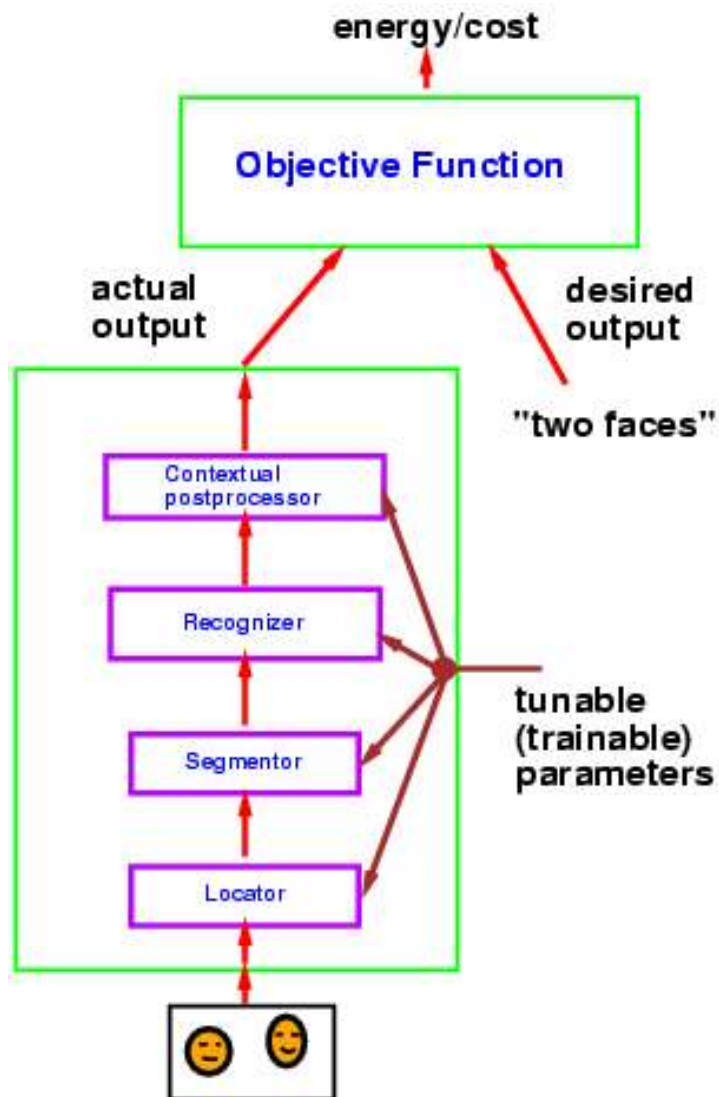 energy/cost
Objective Function
actual
output
desired
output
"two faces"
Contextual
postprocessor
Recognizer
tunable
(trainable)
parameters
Segmentor
Locator